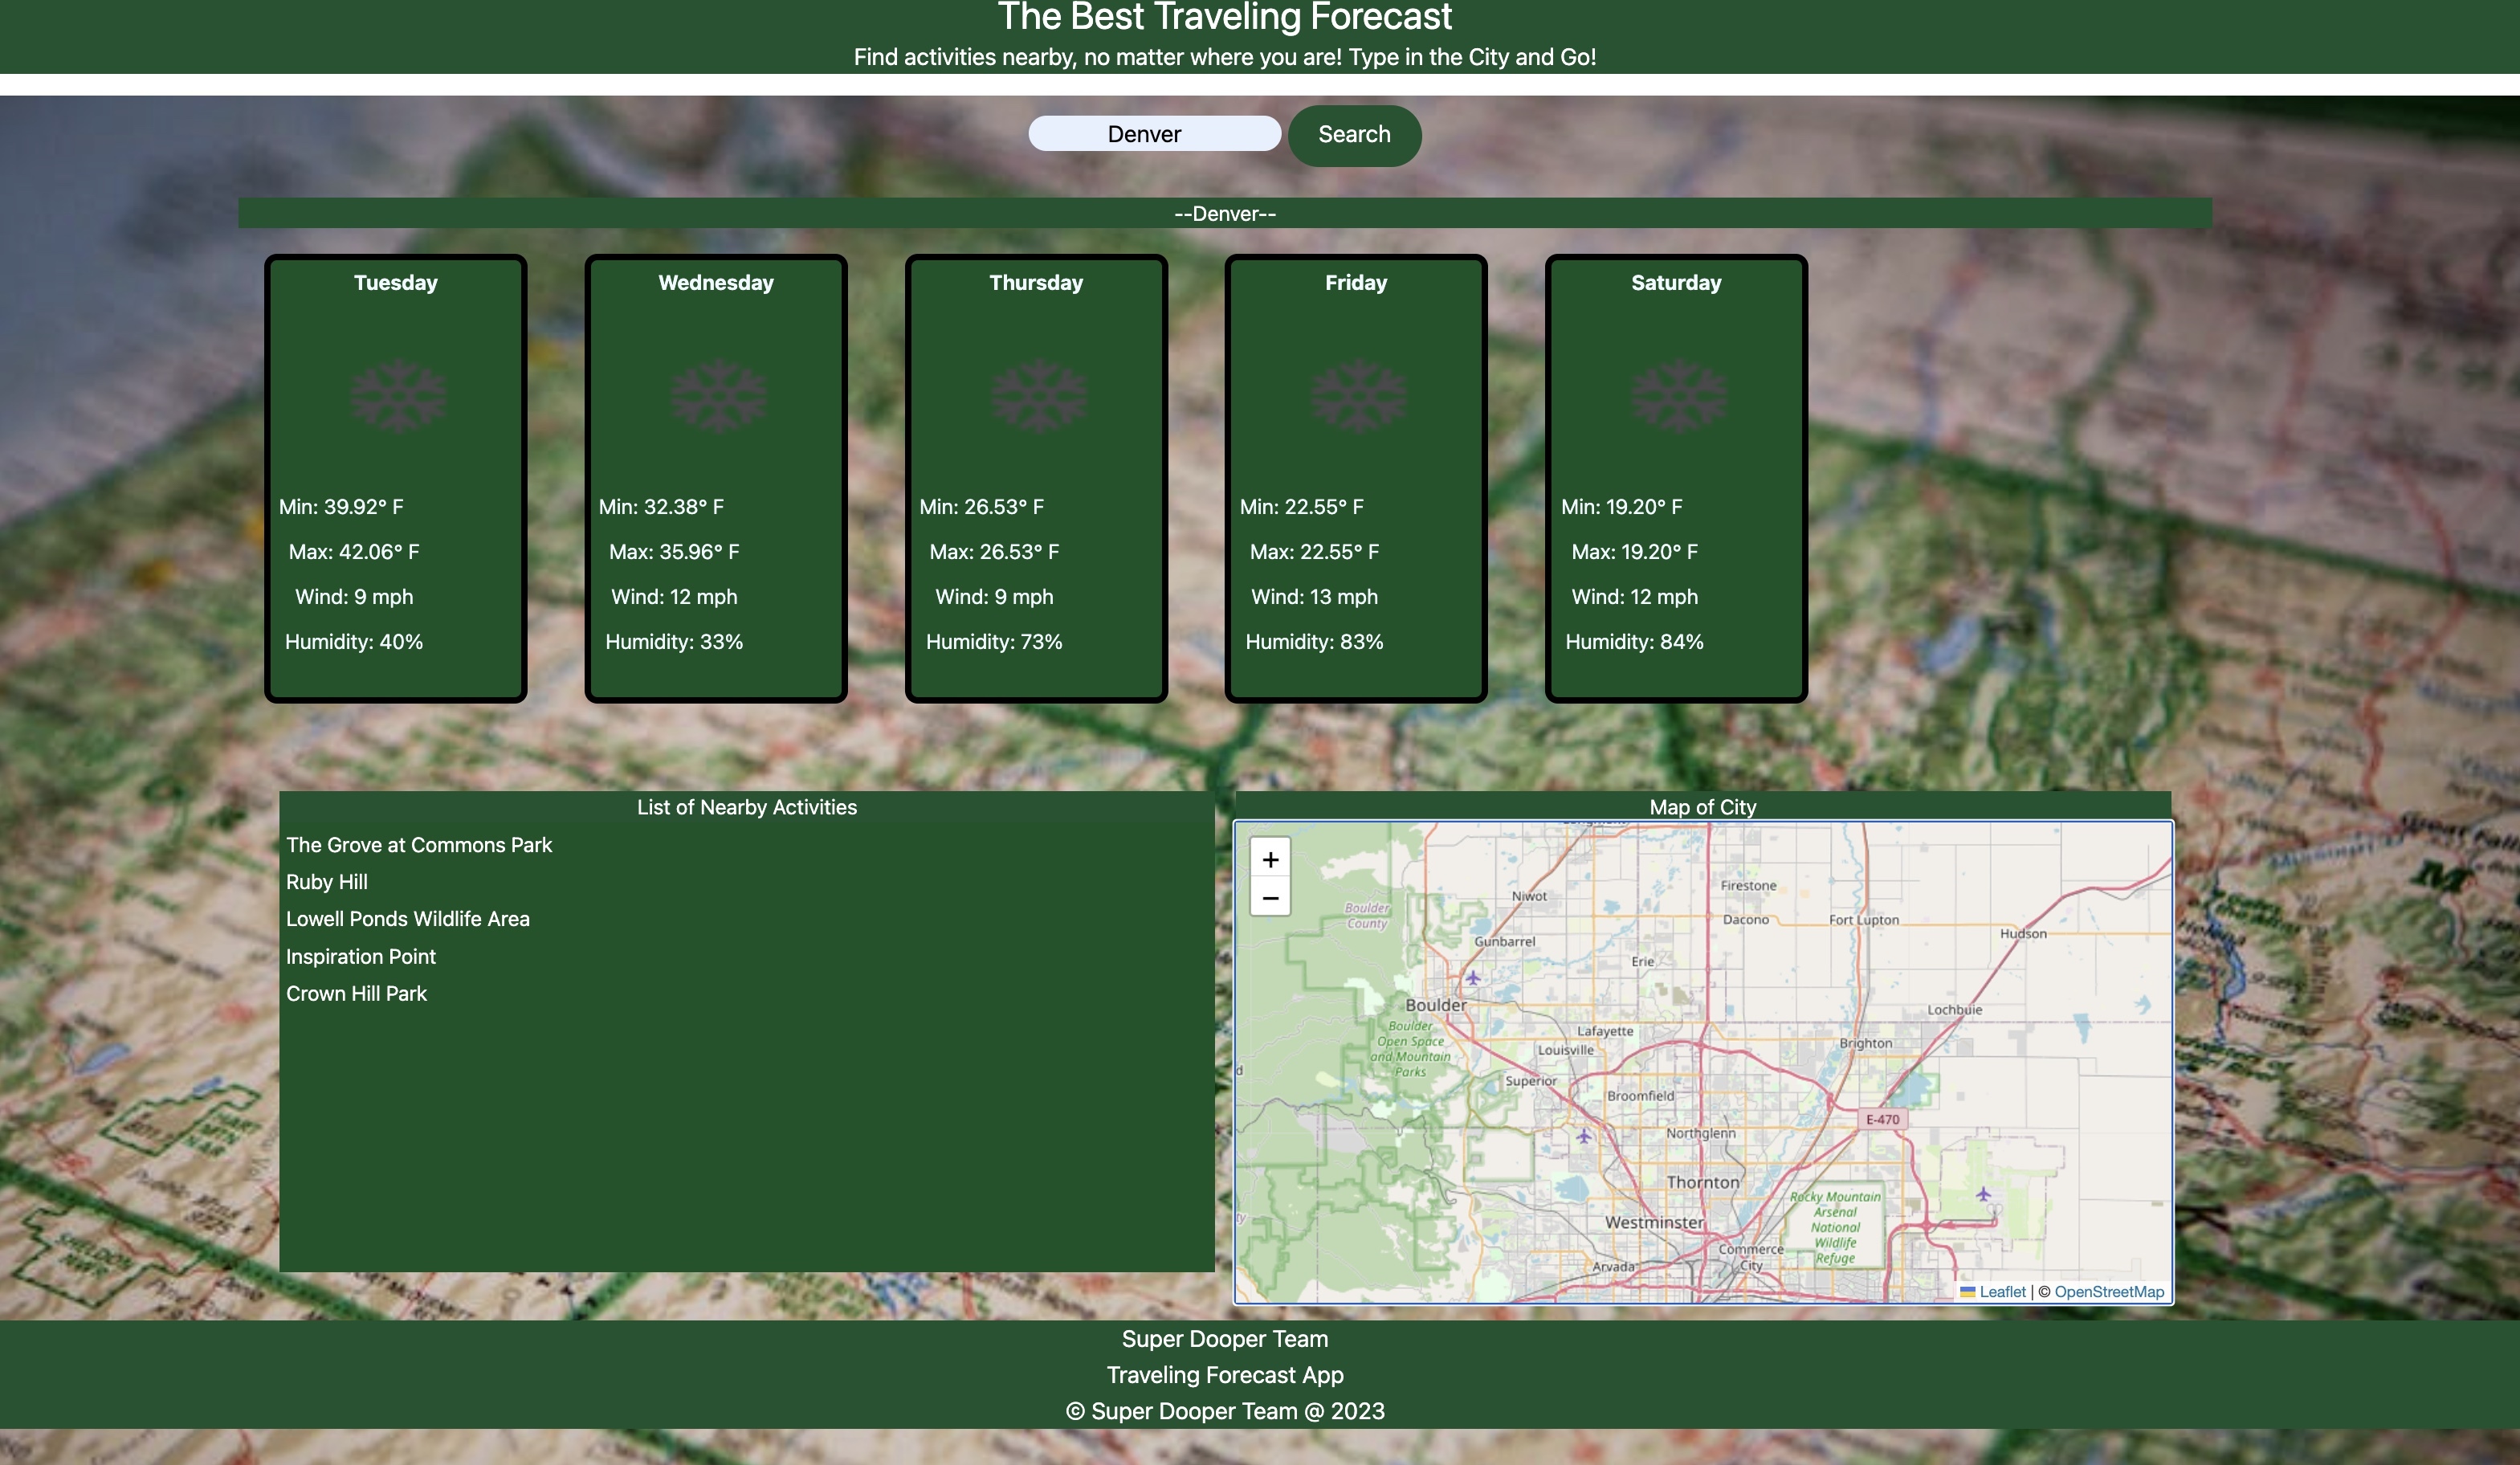 The Best Traveling Forecast
Find activities nearby, no matter where you are! Type in the City and Go!
Denver
Search
--Denver--
Tuesday
Min: 39.92° F
Max: 42.06° F
Wind: 9 mph
Humidity: 40%
Wednesday
Min: 32.38° F
Max: 35.96° F
Wind: 12 mph
Humidity: 33%
Thursday
Min: 26.53° F
Max: 26.53° F
Wind: 9 mph
Humidity: 73%
Friday
Min: 22.55° F
Max: 22.55° F
Wind: 13 mph
Humidity: 83%
Saturday
Min: 19.20° F
Max: 19.20° F
Wind: 12 mph
Humidity: 84%
List of Nearby Activities
The Grove at Commons Park
Ruby Hill
Lowell Ponds Wildlife Area
Inspiration Point
Crown Hill Park
Map of City
+
−
Niwot
Firestone
Boulder
County
Dacono
Fort Lupton
Hudson
Gunbarrel
Erie
Boulder
Lochbuie
Boulder
Open Space
and Mountain
Parks
Lafayette
Louisville
Brighton
Superior
Broomfield
E-470
Northglenn
Thornton
Rocky Mountain
Arsenal
National
Wildlife
Refuge
Westminster
Commerce
City
Arvada
Leaflet | © OpenStreetMap
Super Dooper Team
Traveling Forecast App
© Super Dooper Team @ 2023